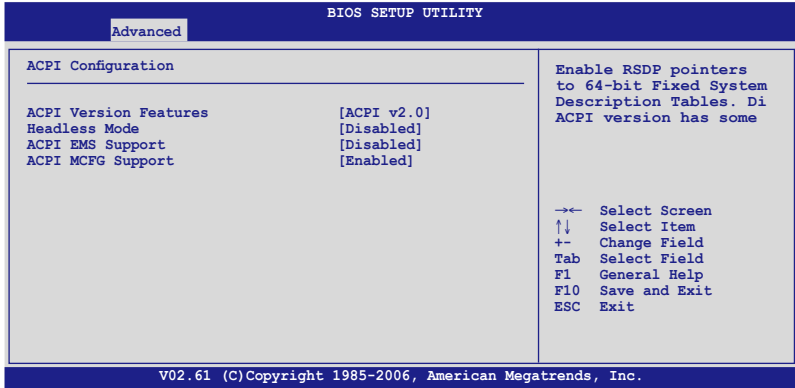 BIOS SETUP UTILITY
Advanced
ACPI Configuration
ACPI Version Features [ACPI v2.0]
Headless Mode [Disabled]
ACPI EMS Support [Disabled]
ACPI MCFG Support [Enabled]
Enable RSDP pointers
to 64-bit Fixed System
Description Tables. Di
ACPI version has some
→← Select Screen
↑↓ Select Item
+- Change Field
Tab Select Field
F1 General Help
F10 Save and Exit
ESC Exit
V02.61 (C)Copyright 1985-2006, American Megatrends, Inc.